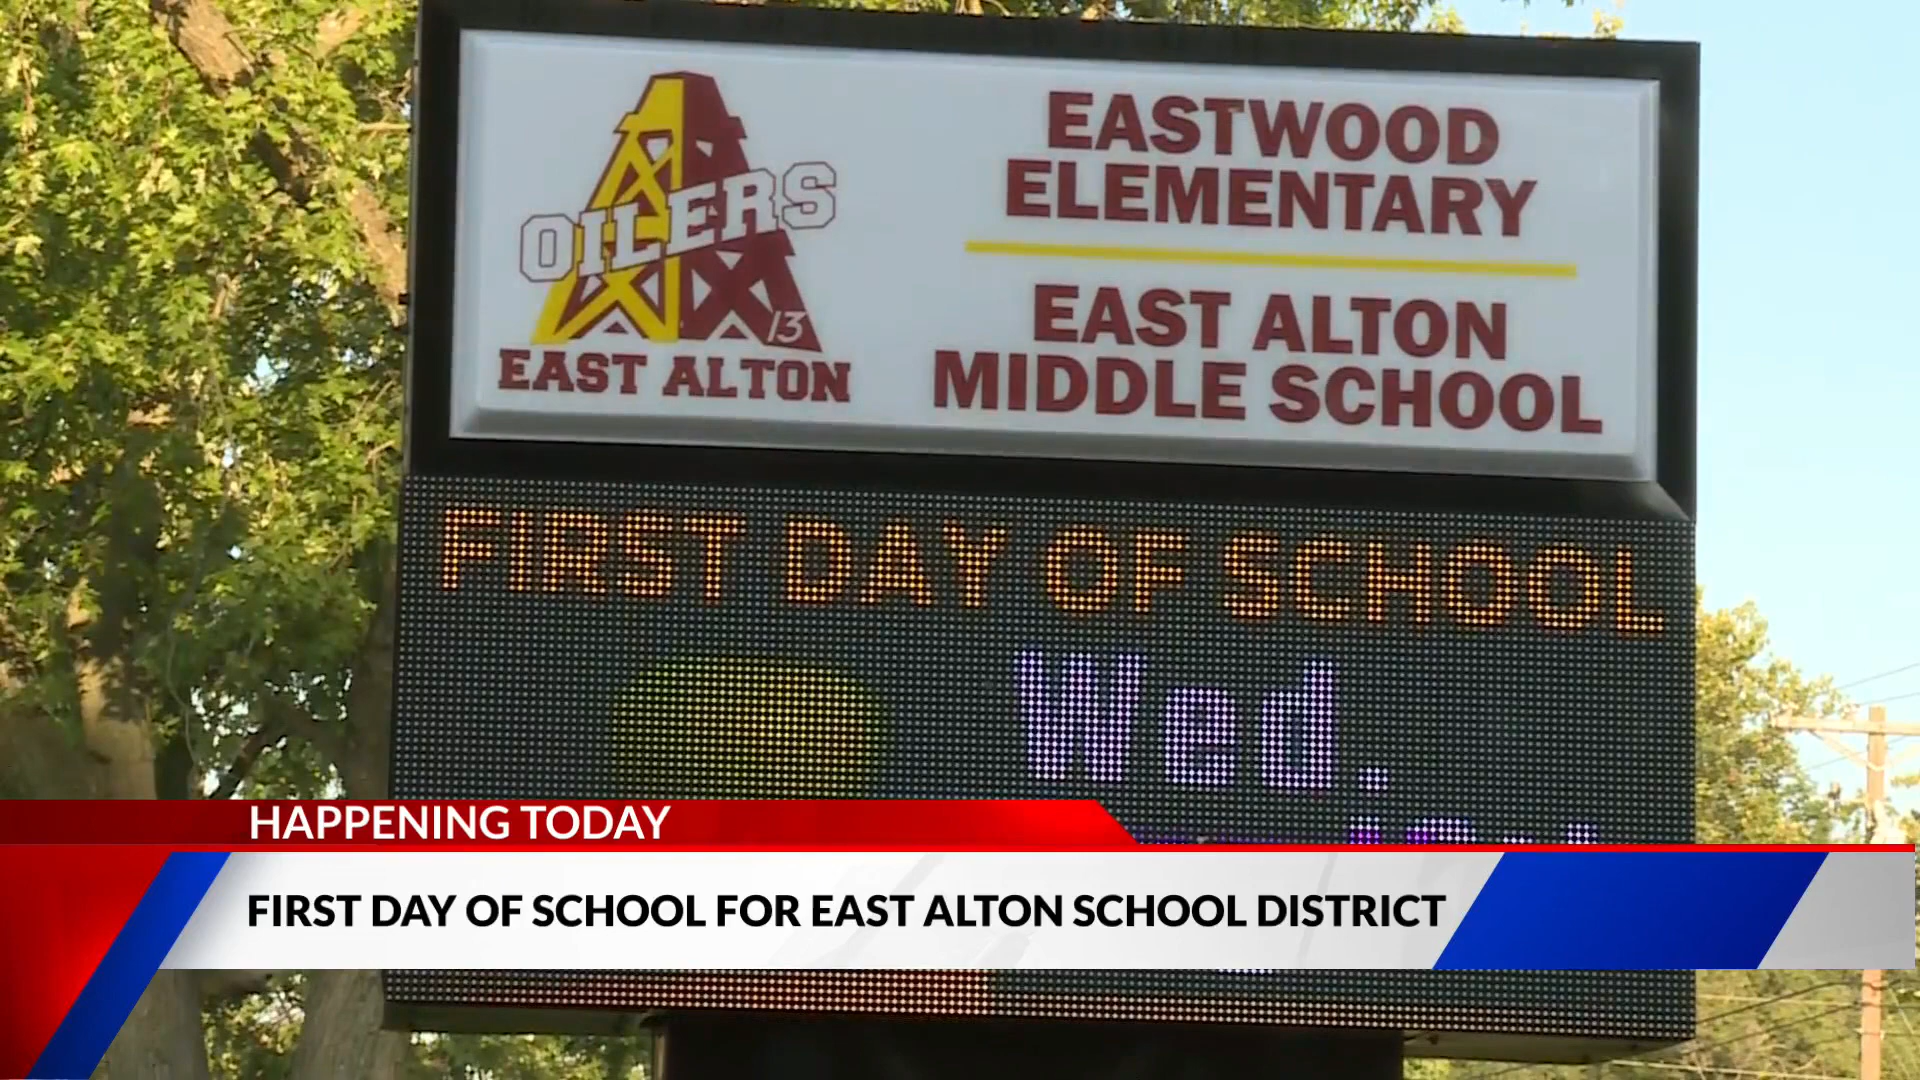 OILERS
13
EAST ALTON
EASTWOOD
ELEMENTARY
EAST ALTON
MIDDLE SCHOOL
FIRST DAY OF SCHOOL
Wed.
HAPPENING TODAY
FIRST DAY OF SCHOOL FOR EAST ALTON SCHOOL DISTRICT